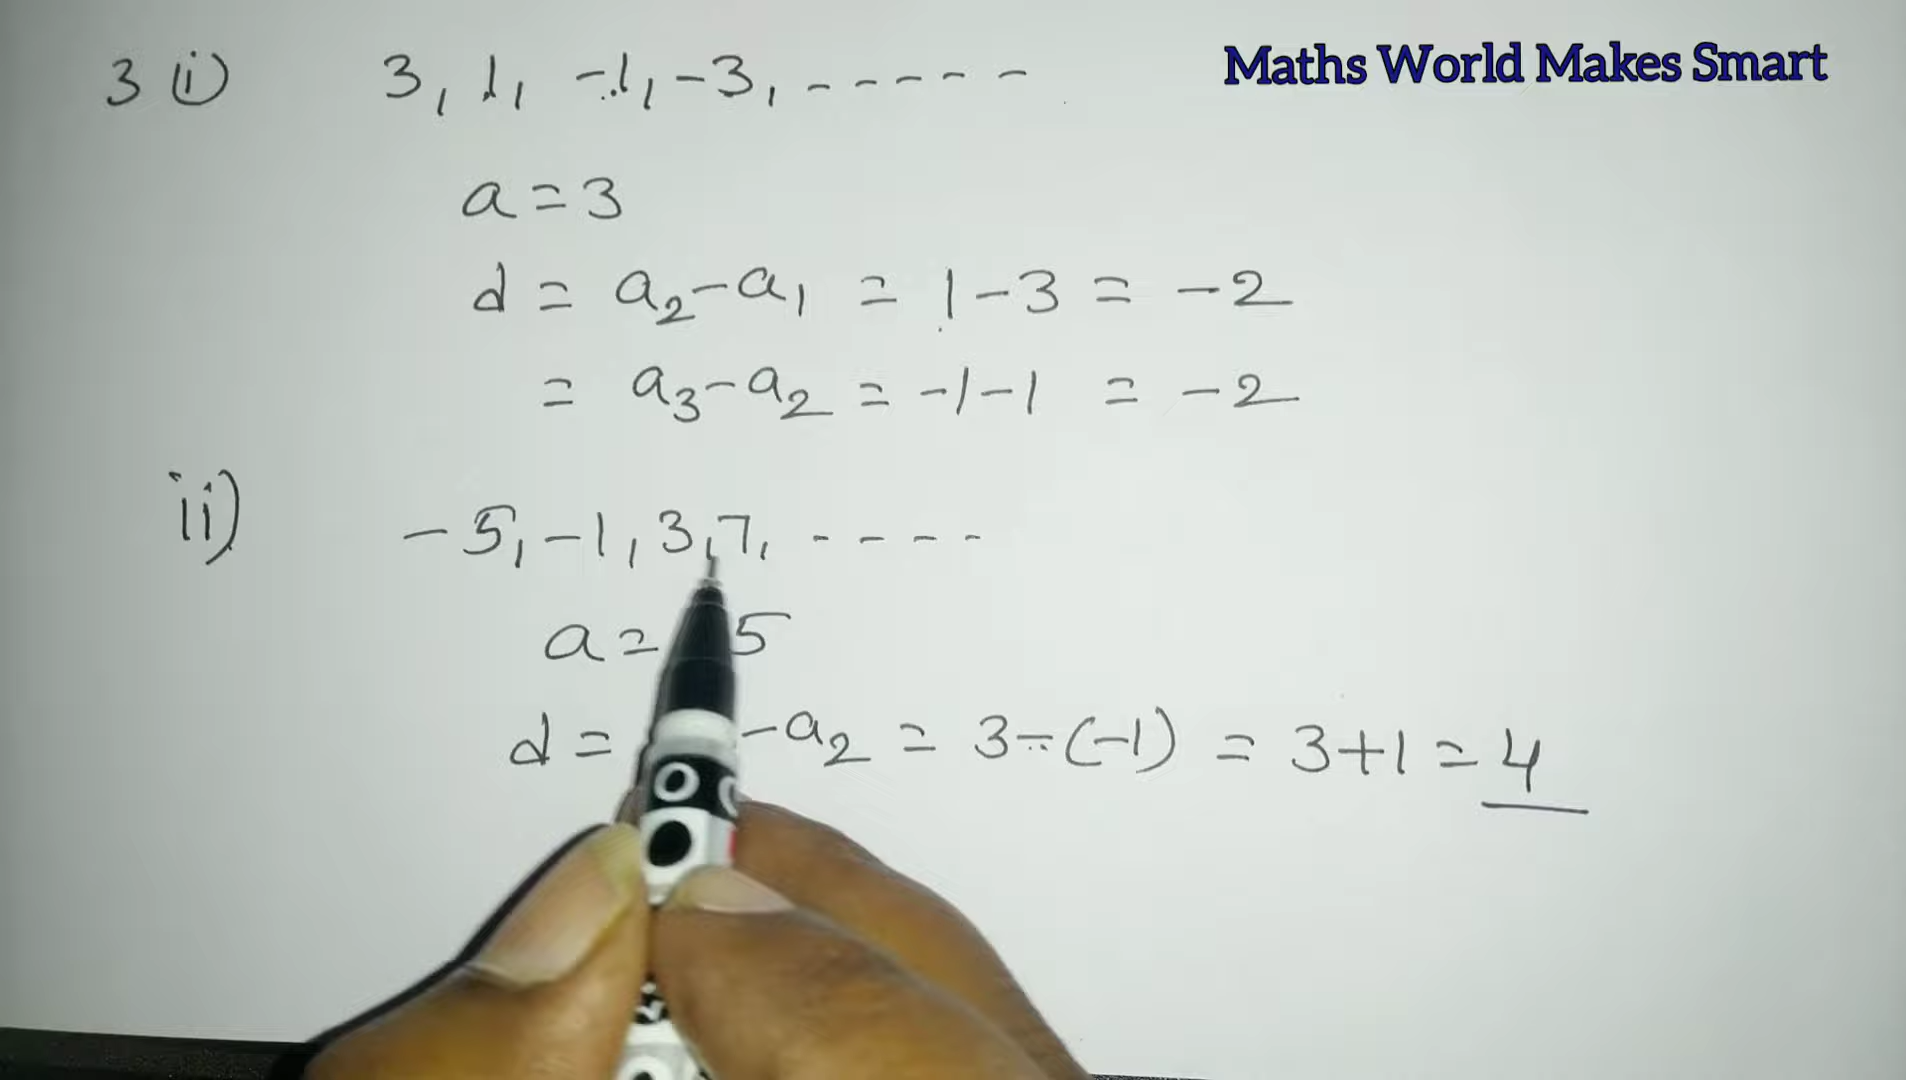 Maths World Makes Smart
3 i) 3, 1, -1, -3, -----
a = 3
d = a₂ - a₁ = 1 - 3 = -2
= a₃ - a₂ = -1 - 1 = -2
ii) -5, -1, 3, 7, ----
a = 5
d = - a₂ = 3 - (-1) = 3 + 1 = 4